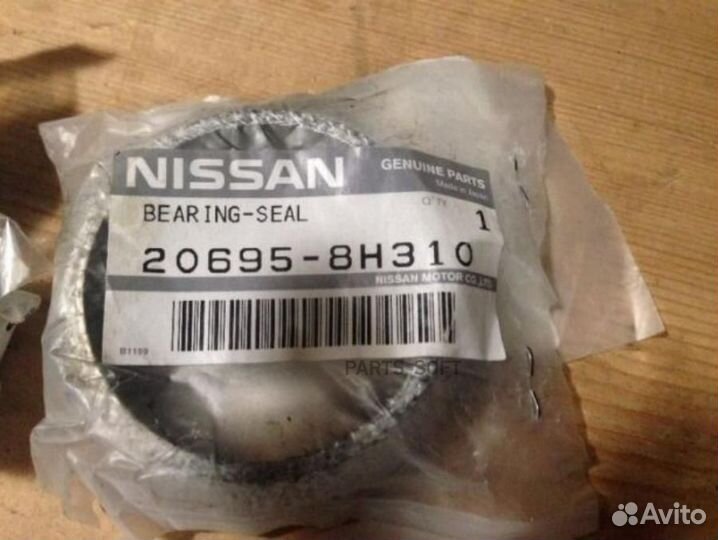 NISSAN
GENUINE PARTS
Made in Japan
BEARING-SEAL
Q'TY
1
20695-8H310
NISSAN MOTOR CO.,LTD.
B1199
PARTS SOFT
Avito